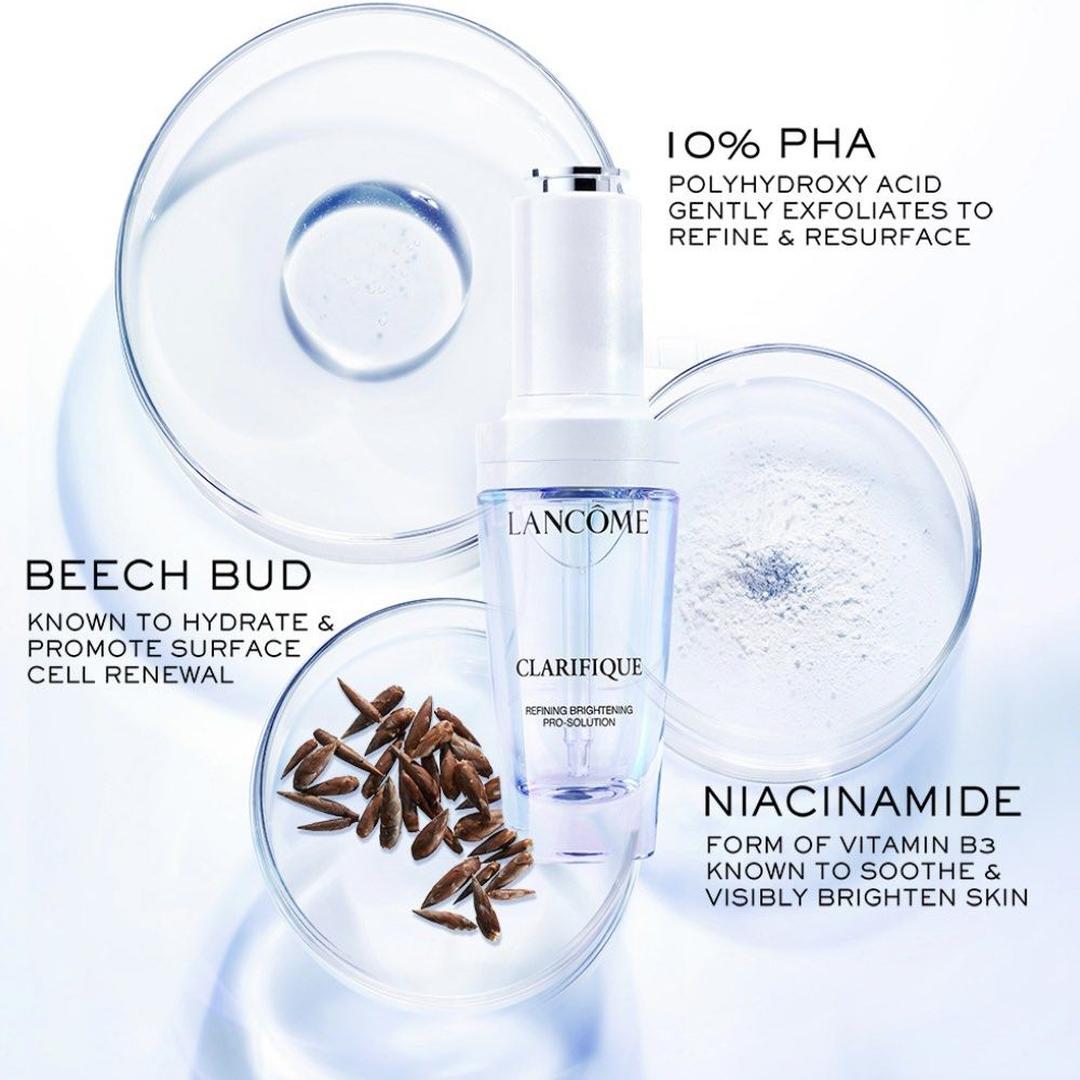 10% PHA
POLYHYDROXY ACID
GENTLY EXFOLIATES TO
REFINE & RESURFACE
LANCÔME
CLARIFIQUE
REFINING BRIGHTENING
PRO-SOLUTION
BEECH BUD
KNOWN TO HYDRATE &
PROMOTE SURFACE
CELL RENEWAL
NIACINAMIDE
FORM OF VITAMIN B3
KNOWN TO SOOTHE &
VISIBLY BRIGHTEN SKIN